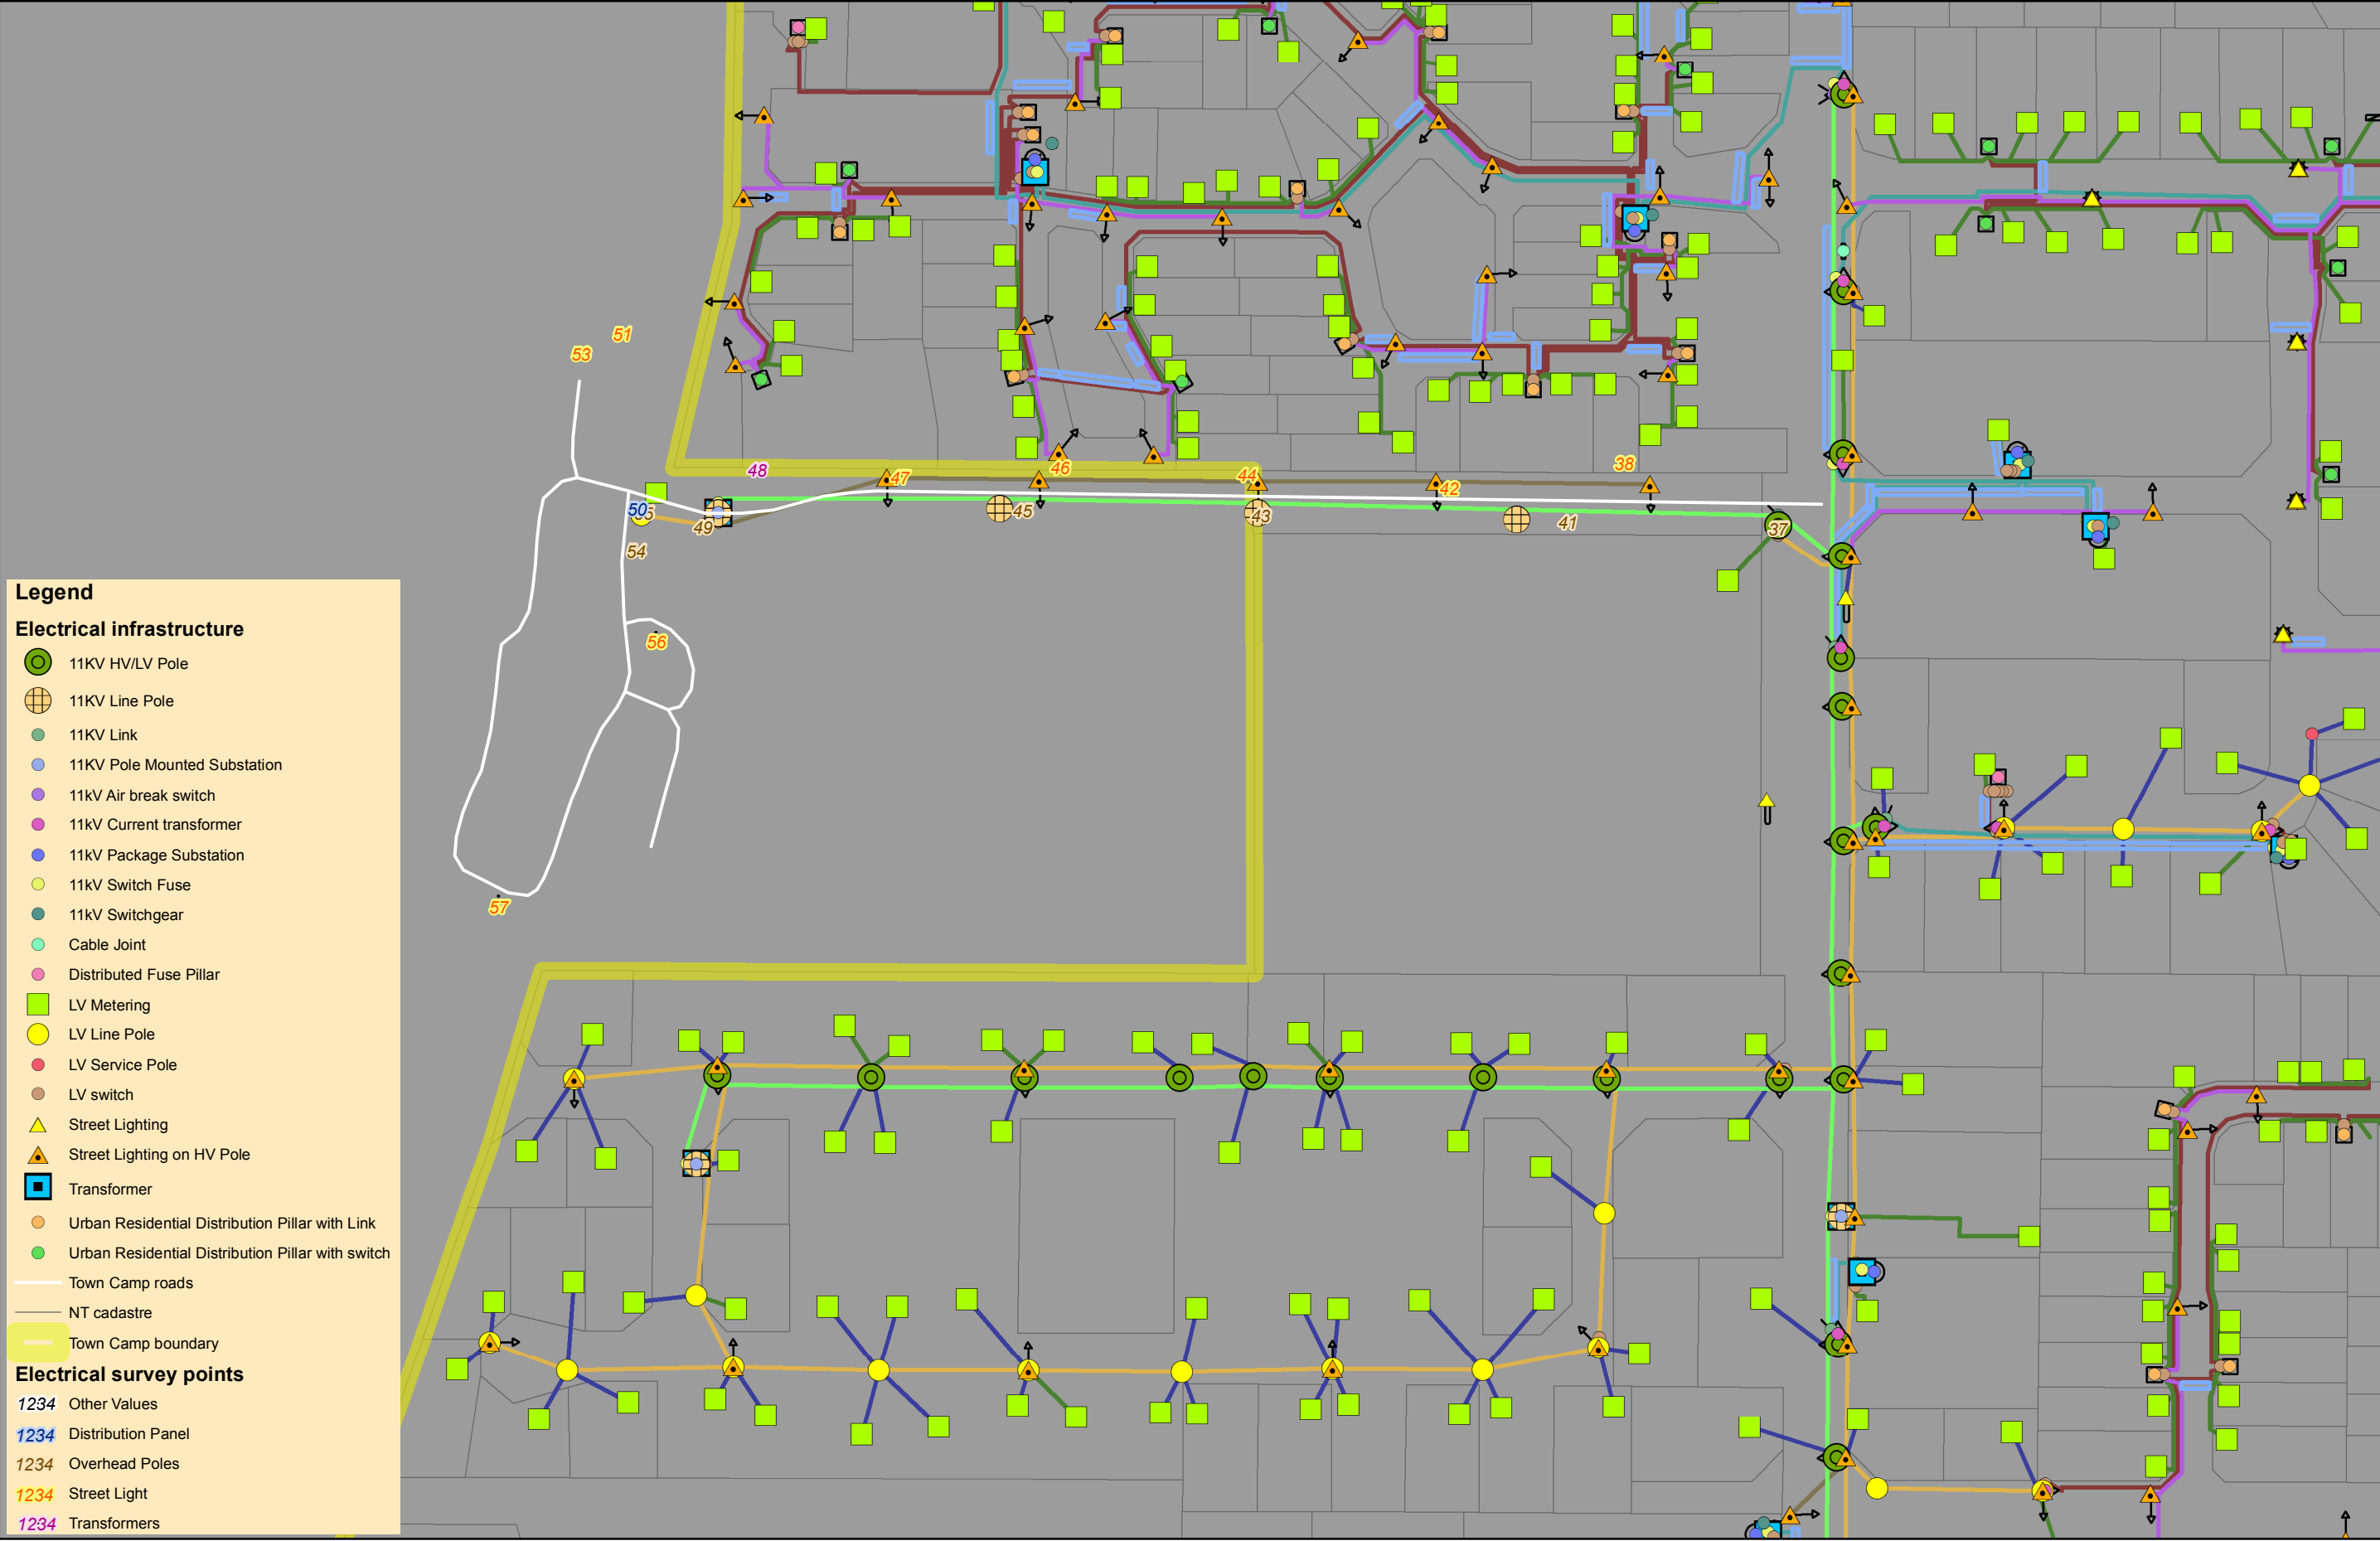 51
53
48
47
46
44
42
38
50
55
49
45
43
41
37
54
56
57
Legend
Electrical infrastructure
11KV HV/LV Pole
11KV Line Pole
11KV Link
11KV Pole Mounted Substation
11kV Air break switch
11kV Current transformer
11kV Package Substation
11kV Switch Fuse
11kV Switchgear
Cable Joint
Distributed Fuse Pillar
LV Metering
LV Line Pole
LV Service Pole
LV switch
Street Lighting
Street Lighting on HV Pole
Transformer
Urban Residential Distribution Pillar with Link
Urban Residential Distribution Pillar with switch
Town Camp roads
NT cadastre
Town Camp boundary
Electrical survey points
1234 Other Values
1234 Distribution Panel
1234 Overhead Poles
1234 Street Light
1234 Transformers